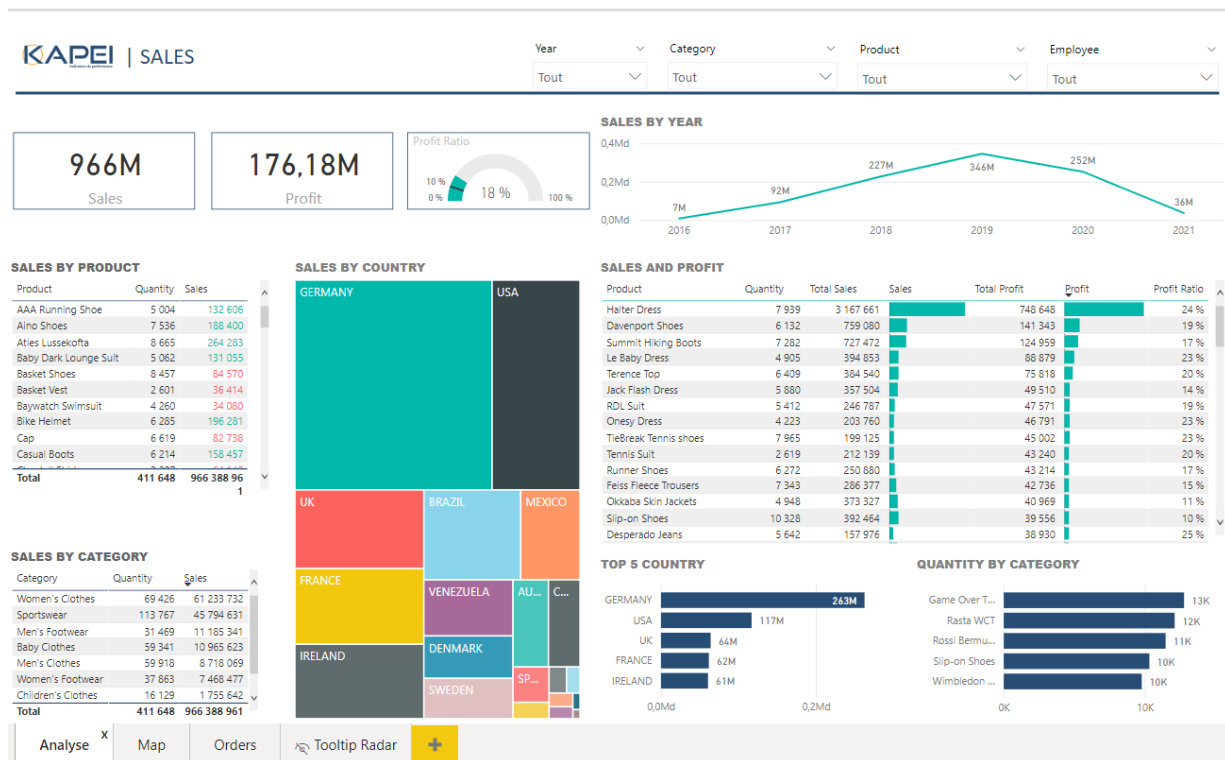 KAPEI | SALES
Year
Category
Product
Employee
Tout
Tout
Tout
Tout
966M
Sales
176,18M
Profit
Profit Ratio
10 %
0 %
18 %
100 %
SALES BY YEAR
0,4Md
0,2Md
0,0Md
7M
92M
227M
346M
252M
36M
2016 2017 2018 2019 2020 2021
SALES BY PRODUCT
Product Quantity Sales
AAA Running Shoe 5 004 132 606
Aino Shoes 7 536 188 400
Atles Lussekofta 8 665 264 283
Baby Dark Lounge Suit 5 062 131 055
Basket Shoes 8 457 84 570
Basket Vest 2 601 36 414
Baywatch Swimsuit 4 260 34 080
Bike Helmet 6 285 196 281
Cap 6 619 82 738
Casual Boots 6 214 158 457
Total 411 648 966 388 96
1
SALES BY CATEGORY
Category Quantity Sales
Women's Clothes 69 426 61 233 732
Sportswear 113 767 45 794 631
Men's Footwear 31 469 11 185 341
Baby Clothes 59 341 10 965 623
Men's Clothes 59 918 8 718 069
Women's Footwear 37 863 7 468 477
Children's Clothes 16 129 1 755 642
Total 411 648 966 388 961
SALES BY COUNTRY
GERMANY
USA
UK
BRAZIL
MEXICO
FRANCE
VENEZUELA
AU...
C...
IRELAND
DENMARK
SWEDEN
SP...
SALES AND PROFIT
Product Quantity Total Sales Sales Total Profit Profit Profit Ratio
Halter Dress 7 939 3 167 661 748 648 24 %
Davenport Shoes 6 132 759 080 141 343 19 %
Summit Hiking Boots 7 282 727 472 124 959 17 %
Le Baby Dress 4 905 394 853 88 879 23 %
Terence Top 6 409 384 540 75 818 20 %
Jack Flash Dress 5 880 357 504 49 510 14 %
RDL Suit 5 412 246 787 47 571 19 %
Onesy Dress 4 223 203 760 46 791 23 %
TieBreak Tennis shoes 7 965 199 125 45 002 23 %
Tennis Suit 2 619 212 139 43 240 20 %
Runner Shoes 6 272 250 880 43 214 17 %
Feiss Fleece Trousers 7 343 286 377 42 736 15 %
Okkaba Skin Jackets 4 948 373 327 40 969 11 %
Slip-on Shoes 10 328 392 464 39 556 10 %
Desperado Jeans 5 642 157 976 38 930 25 %
TOP 5 COUNTRY
GERMANY 263M
USA 117M
UK 64M
FRANCE 62M
IRELAND 61M
0,0Md 0,2Md
QUANTITY BY CATEGORY
Game Over T... 13K
Rasta WCT 12K
Rossi Bermu... 11K
Slip-on Shoes 10K
Wimbledon ... 10K
0K 10K
Analyse x
Map
Orders
Tooltip Radar
+